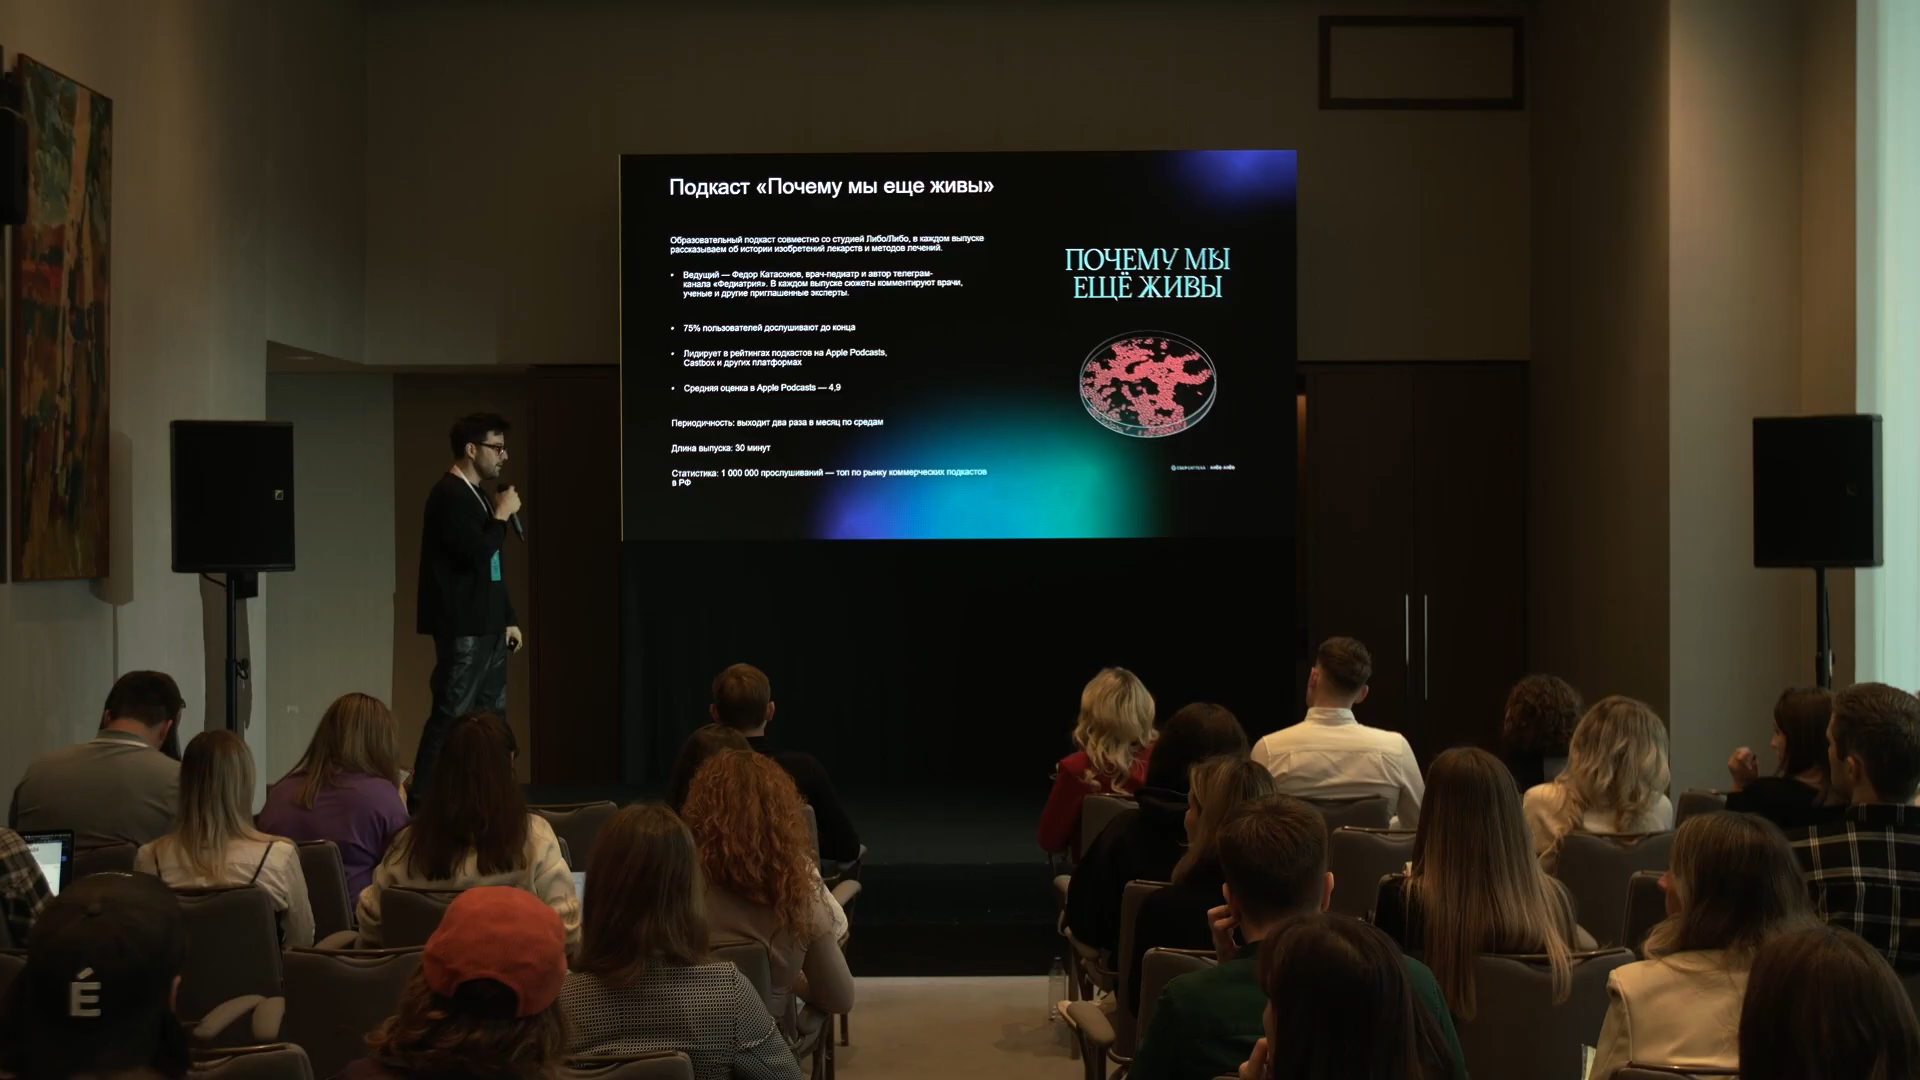 Подкаст «Почему мы еще живы»
Образовательный подкаст совместно со студией Либо/Либо, в каждом выпуске
рассказываем об истории изобретений лекарств и методов лечений.
• Ведущий — Федор Катасонов, врач-педиатр и автор телеграм-
канала «Федиатрия». В каждом выпуске сюжеты комментируют врачи,
ученые и другие приглашенные эксперты.
• 75% пользователей дослушивают до конца
• Лидирует в рейтингах подкастов на Apple Podcasts,
Castbox и других платформах
• Средняя оценка в Apple Podcasts — 4,9
Периодичность: выходит два раза в месяц по средам
Длина выпуска: 30 минут
Статистика: 1 000 000 прослушиваний — топ по рынку коммерческих подкастов
в РФ
ПОЧЕМУ МЫ
ЕЩЁ ЖИВЫ
É